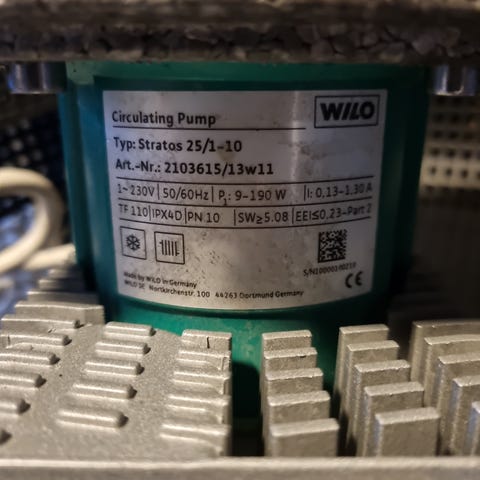 Circulating Pump
WILO
Typ: Stratos 25/1-10
Art.-Nr.: 2103615/13w11
1~230V 50/60Hz P1: 9-190 W I: 0,13-1,30 A
TF 110 IPX4D PN 10 SW≥5.08 EEI≤0,23-Part 2
S/N10000100219
CE
Made by WILO in Germany
WILO SE Nortkirchenstr. 100 44263 Dortmund Germany